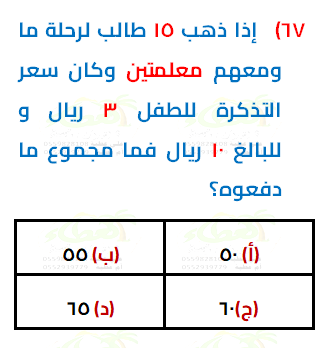 ٦٧) إذا ذهب ١٥ طالب لرحلة ما
ومعهم معلمتين وكان سعر
التذكرة للطفل ٣ ريال و
للبالغ ١٠ ريال فما مجموع ما
دفعوه؟
(أ) ٥٠ (ب) ٥٥
(ج) ٦٠ (د) ٦٥